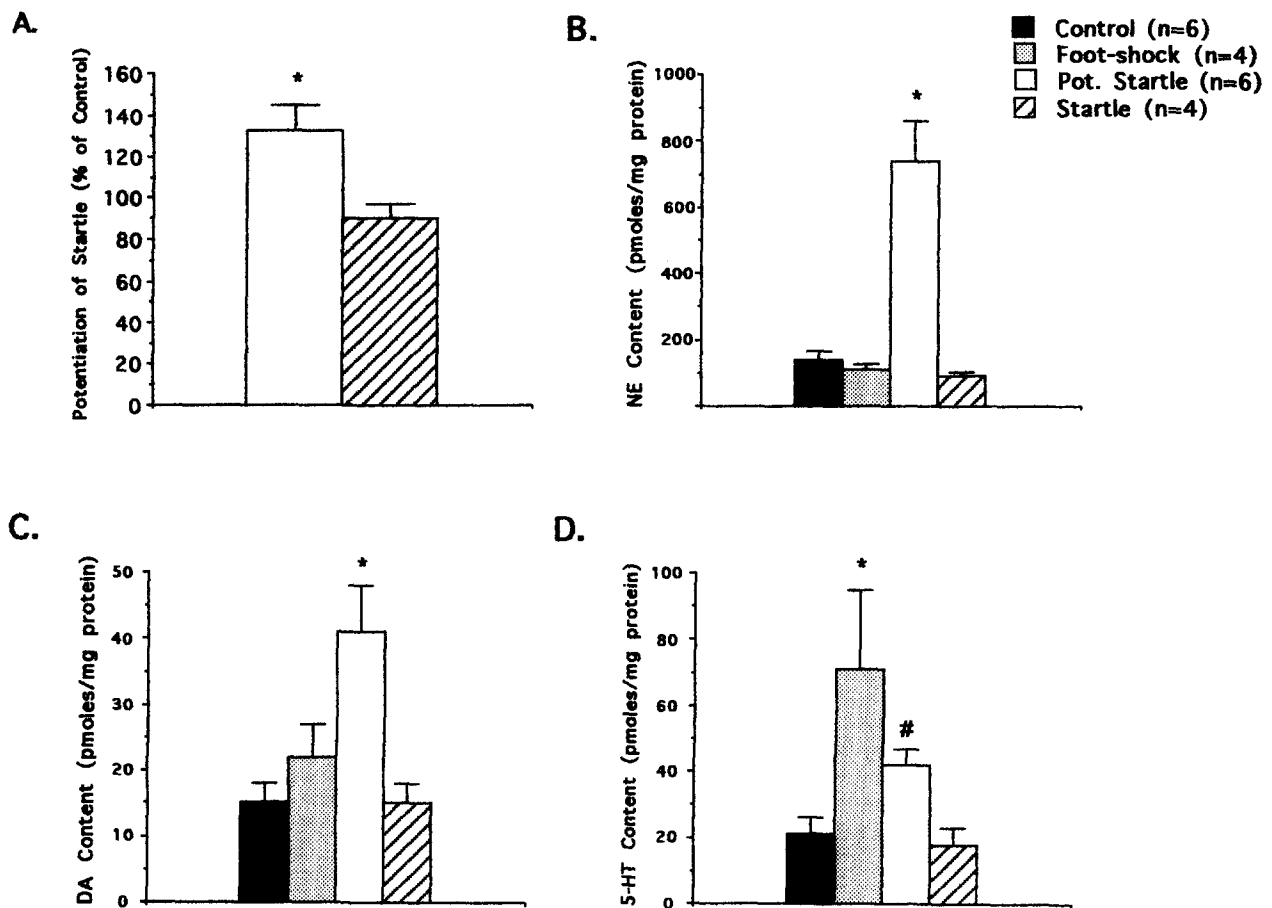 A.
Potentiation of Startle (% of Control)
160
140
120
100
80
60
40
20
0
*
B.
NE Content (pmoles/mg protein)
1000
800
600
400
200
*
Control (n=6)
Foot-shock (n=4)
Pot. Startle (n=6)
Startle (n=4)
C.
DA Content (pmoles/mg protein)
50
40
30
20
10
0
*
D.
5-HT Content (pmoles/mg protein)
100
80
60
40
20
0
*
#